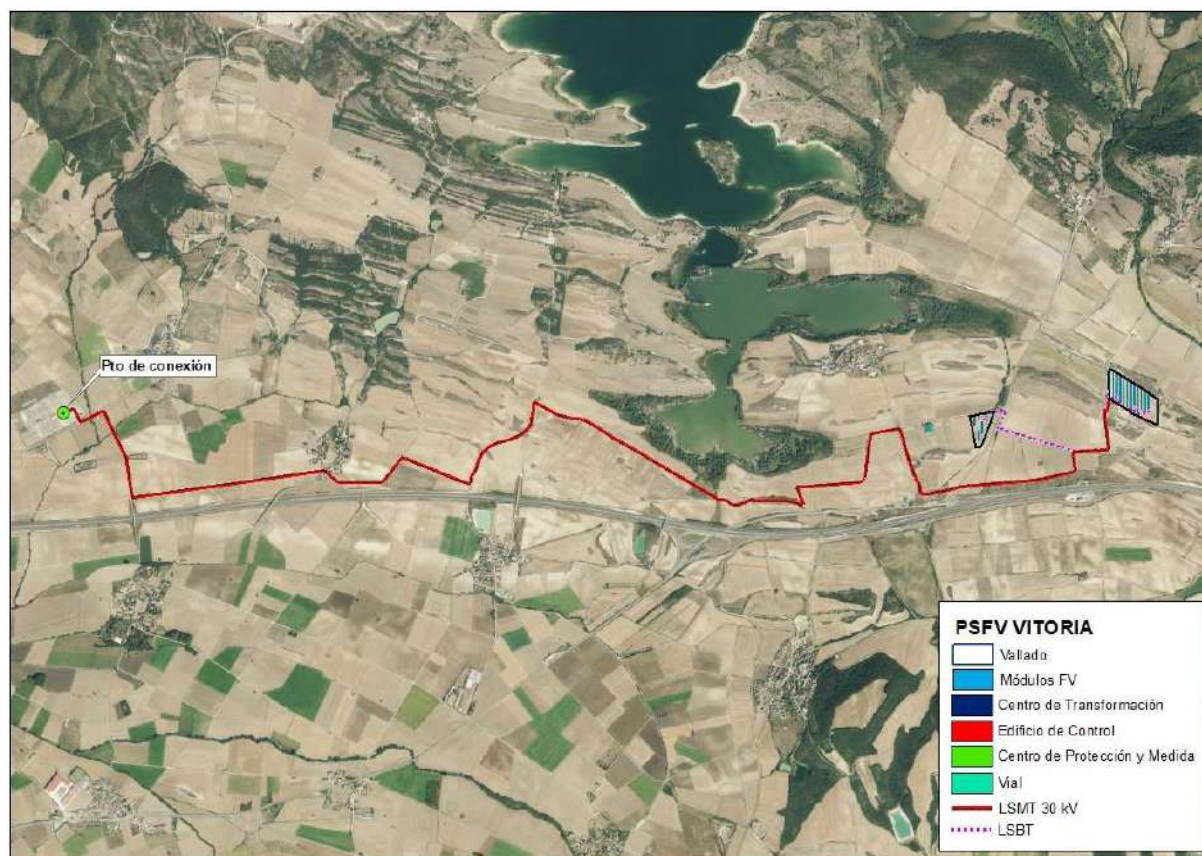 Pto de conexión
PSFV VITORIA
Vallado
Módulos FV
Centro de Transformación
Edificio de Control
Centro de Protección y Medida
Vial
LSMT 30 kV
LSBT